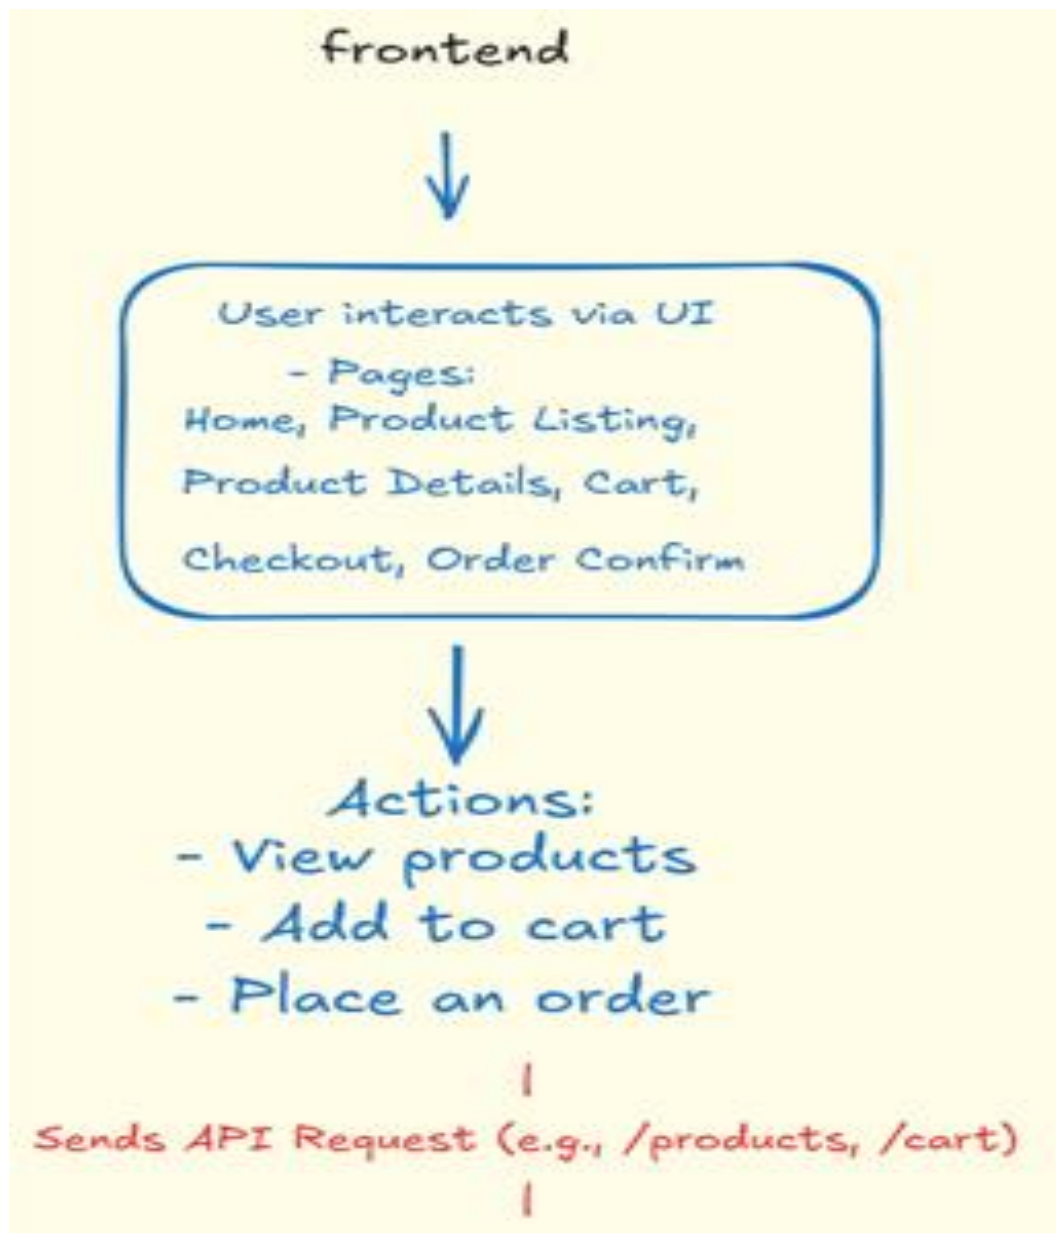 frontend
User interacts via UI
- Pages:
Home, Product Listing,
Product Details, Cart,
Checkout, Order Confirm
Actions:
- View products
- Add to cart
- Place an order
Sends API Request (e.g., /products, /cart)